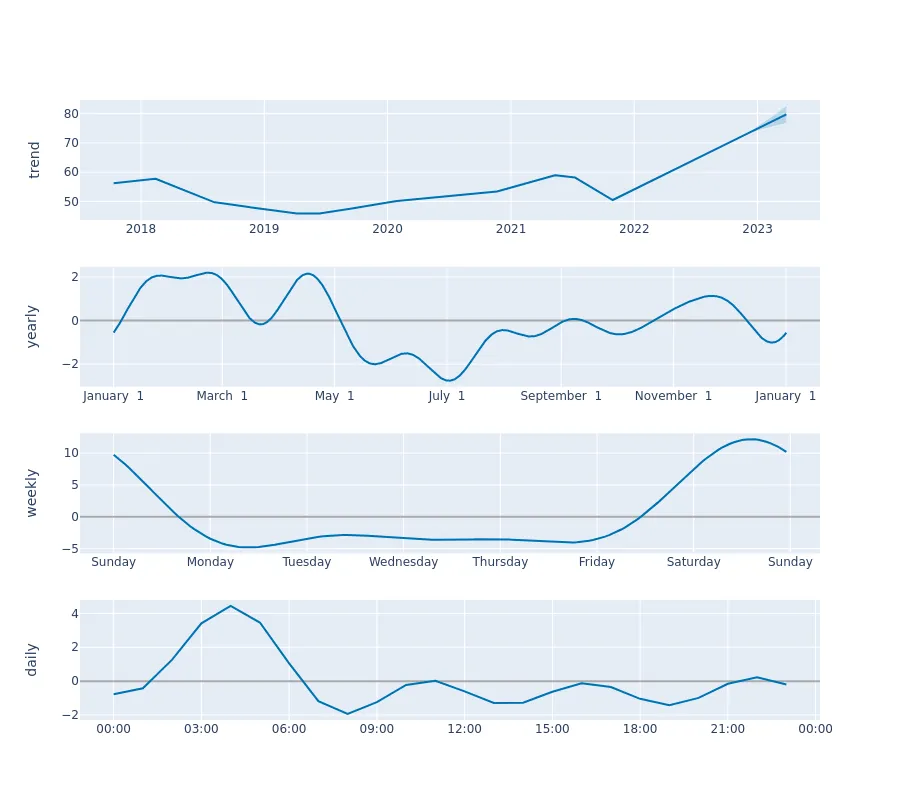 trend
80
70
60
50
2018 2019 2020 2021 2022 2023
yearly
2
0
−2
January 1 March 1 May 1 July 1 September 1 November 1 January 1
weekly
10
5
0
−5
Sunday Monday Tuesday Wednesday Thursday Friday Saturday Sunday
daily
4
2
0
−2
00:00 03:00 06:00 09:00 12:00 15:00 18:00 21:00 00:00